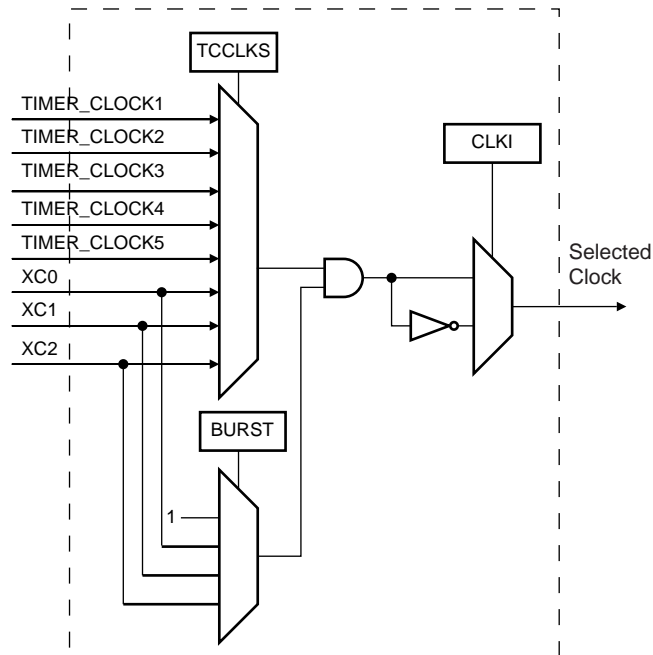 TCCLKS
TIMER_CLOCK1
TIMER_CLOCK2
TIMER_CLOCK3
TIMER_CLOCK4
TIMER_CLOCK5
XC0
XC1
XC2
CLKI
Selected
Clock
BURST
1